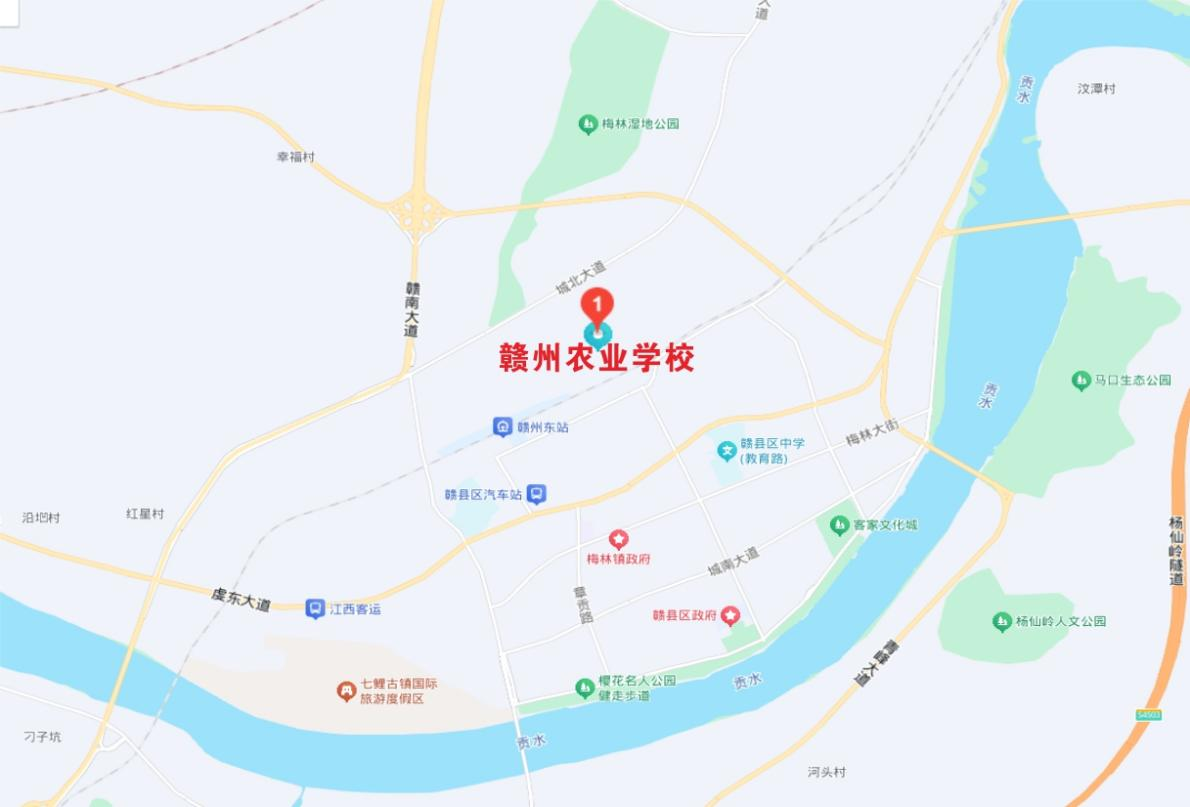 大道
贡水
汶潭村
梅林湿地公园
幸福村
城北大道
赣南大道
1
赣州农业学校
贡水
马口生态公园
赣州东站
梅林大街
赣县区中学
(教育路)
赣县区汽车站
沿垇村
红星村
客家文化城
杨仙岭隧道
梅林镇政府
城南大道
虔东大道
江西客运
章贡路
赣县区政府
杨仙岭人文公园
青峰大道
七鲤古镇国际
旅游度假区
樱花名人公园
健走步道
贡水
贡水
S4503
刁子坑
河头村